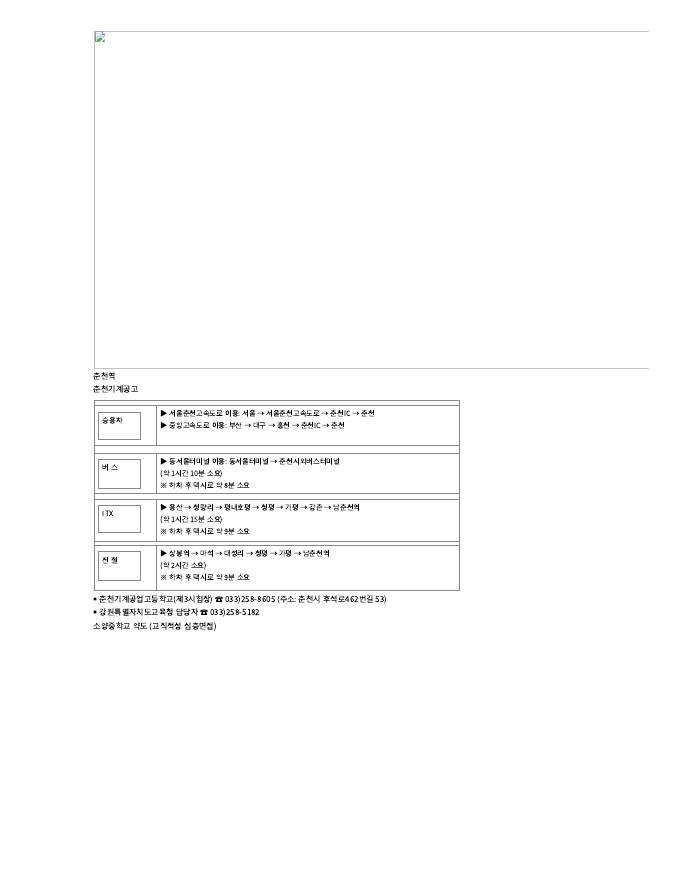 춘천역
춘천기계공고
승용차
▶ 서울춘천고속도로 이용: 서울 → 서울춘천고속도로 → 춘천IC → 춘천
▶ 중앙고속도로 이용: 부산 → 대구 → 홍천 → 춘천IC → 춘천
버 스
▶ 동서울터미널 이용: 동서울터미널 → 춘천시외버스터미널
(약 1시간 10분 소요)
※ 하차 후 택시로 약 8분 소요
ITX
▶ 용산 → 청량리 → 평내호평 → 청평 → 가평 → 강촌 → 남춘천역
(약 1시간 15분 소요)
※ 하차 후 택시로 약 9분 소요
전 철
▶ 상봉역 → 마석 → 대성리 → 청평 → 가평 → 남춘천역
(약 2시간 소요)
※ 하차 후 택시로 약 9분 소요
▪ 춘천기계공업고등학교(제3시험장) ☎ 033)258-8605 (주소: 춘천시 후석로462번길 53)
▪ 강원특별자치도교육청 담당자 ☎ 033)258-5182
소양중학교 약도 (교직적성 심층면접)